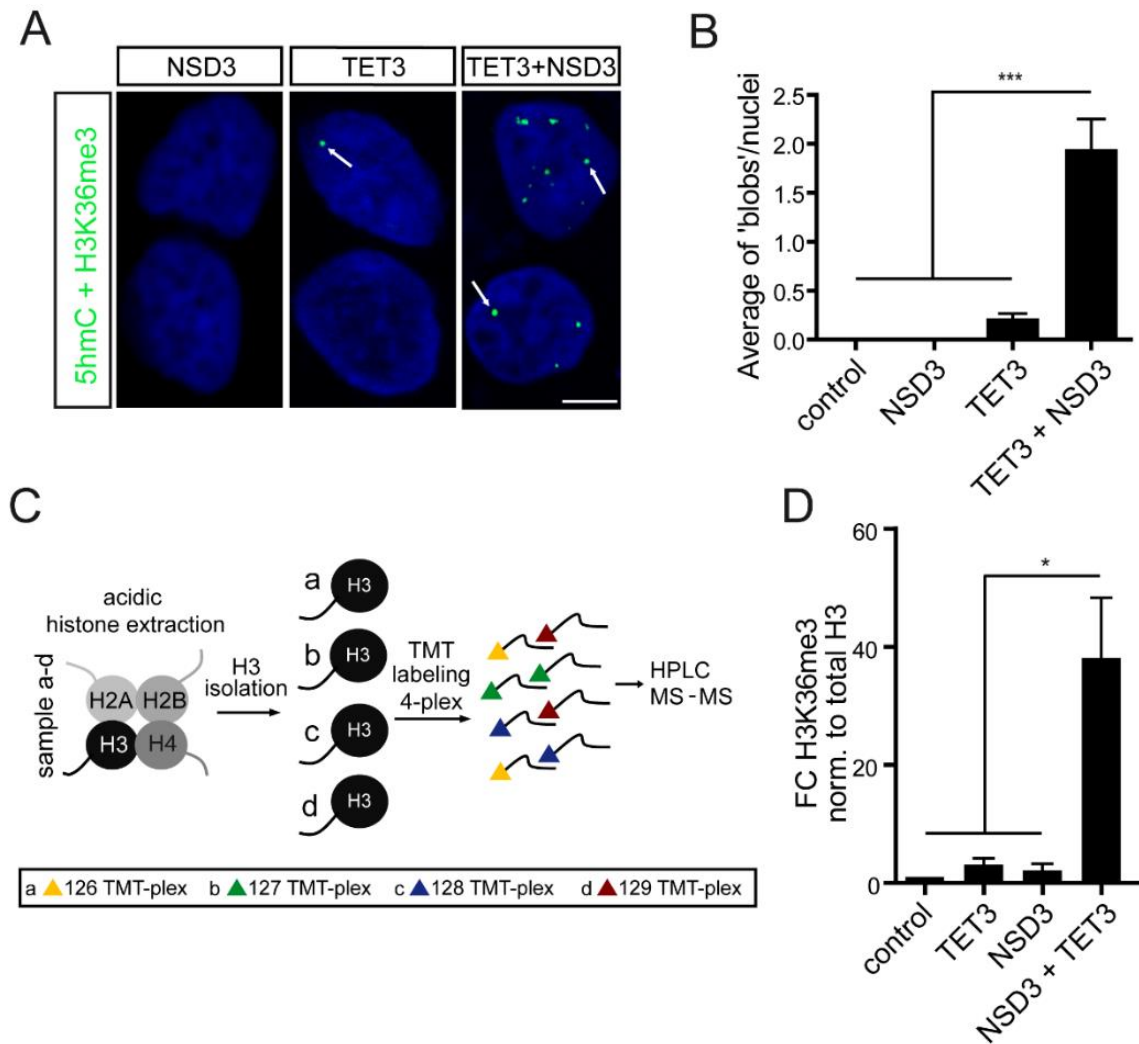 A
NSD3
TET3
TET3+NSD3
5hmC + H3K36me3
B
***
Average of 'blobs'/nuclei
2.5
2.0
1.5
1.0
0.5
0.0
control
NSD3
TET3
TET3 + NSD3
C
acidic
histone extraction
sample a-d
H2A
H2B
H3
H4
H3
isolation
a
H3
b
H3
c
H3
d
H3
TMT
labeling
4-plex
HPLC
MS-MS
a 126 TMT-plex b 127 TMT-plex c 128 TMT-plex d 129 TMT-plex
D
*
FC H3K36me3
norm. to total H3
60
40
20
0
control
TET3
NSD3
NSD3 + TET3